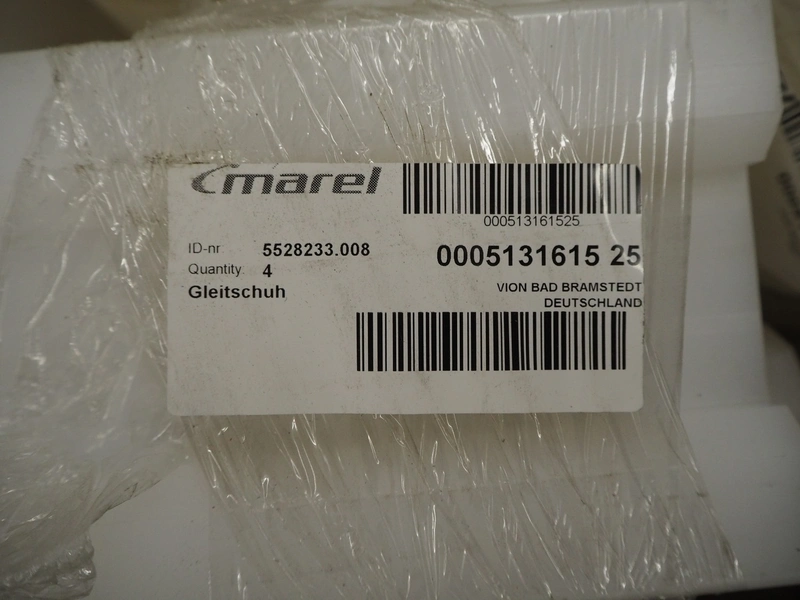 marel
000513161525
ID-nr 5528233.008
0005131615 25
Quantity 4
Gleitschuh
VION BAD BRAMSTEDT
DEUTSCHLAND